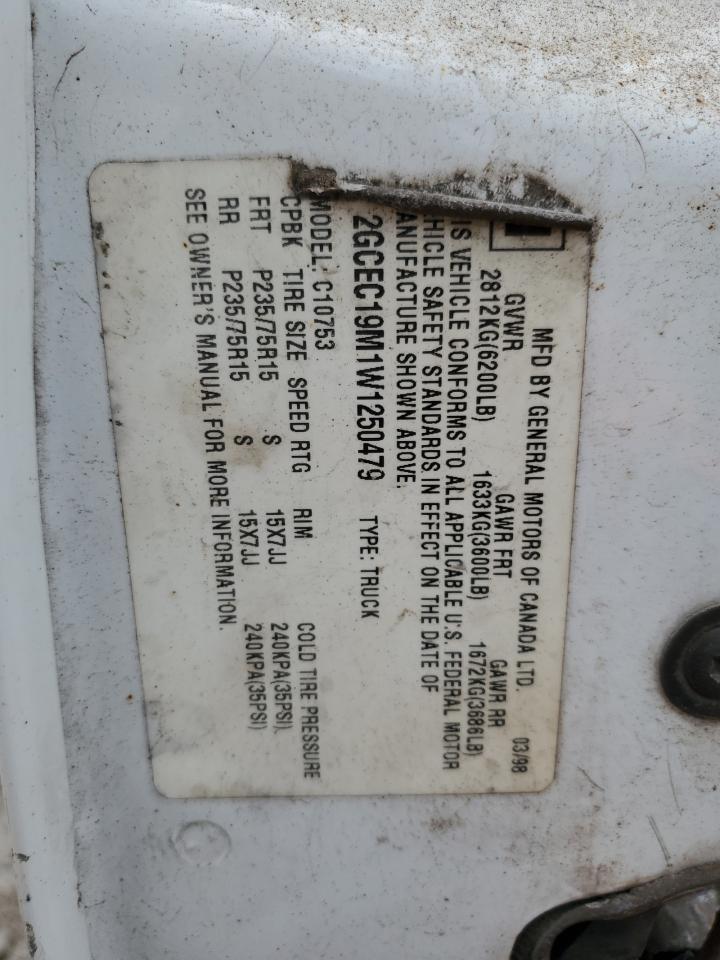 MFD BY GENERAL MOTORS OF CANADA LTD
03/98
GVWR GAWR FRT GAWR RR
2812KG(6200LB) 1633KG(3600LB) 1672KG(3686LB)
IS VEHICLE CONFORMS TO ALL APPLICABLE U.S. FEDERAL MOTOR
HICLE SAFETY STANDARDS IN EFFECT ON THE DATE OF
ANUFACTURE SHOWN ABOVE.
2GCEC19M1W1250479 TYPE: TRUCK
MODEL: C10753
CPBK TIRE SIZE SPEED RTG RIM COLD TIRE PRESSURE
FRT P235/75R15 S 15X7JJ 240KPA(35PSI)
RR P235/75R15 S 15X7JJ 240KPA(35PSI)
SEE OWNER'S MANUAL FOR MORE INFORMATION.